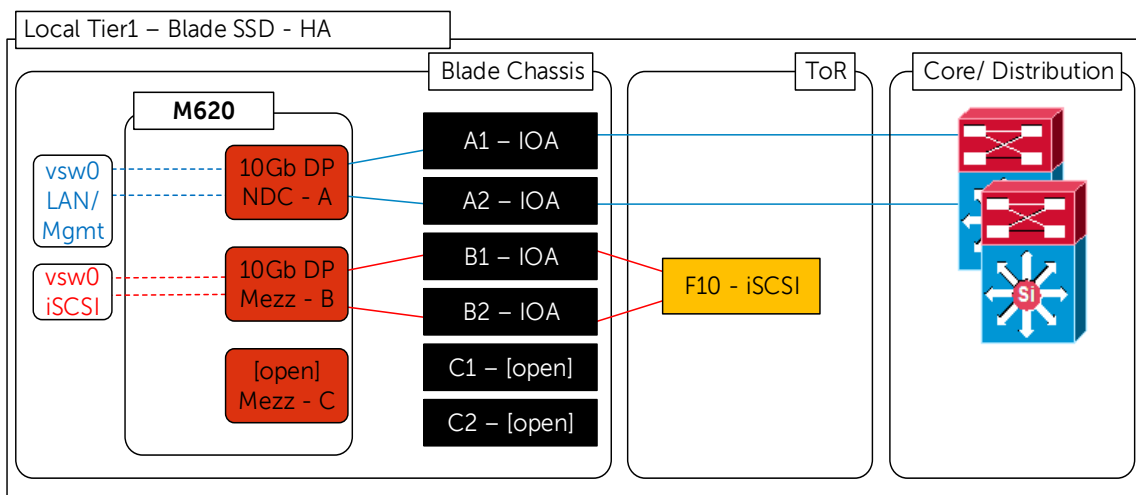 Local Tier1 – Blade SSD - HA
Blade Chassis
ToR
Core/ Distribution
M620
vsw0
LAN/
Mgmt
vsw0
iSCSI
10Gb DP
NDC - A
10Gb DP
Mezz - B
[open]
Mezz - C
A1 – IOA
A2 – IOA
B1 – IOA
B2 – IOA
C1 – [open]
C2 – [open]
F10 - iSCSI
Si